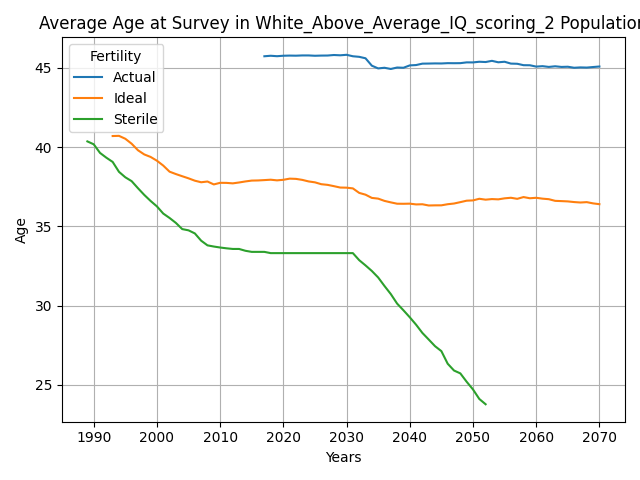 Average Age at Survey in White_Above_Average_IQ_scoring_2 Population
Fertility
Actual
Ideal
Sterile
45
40
35
30
25
Age
1990
2000
2010
2020
2030
2040
2050
2060
2070
Years